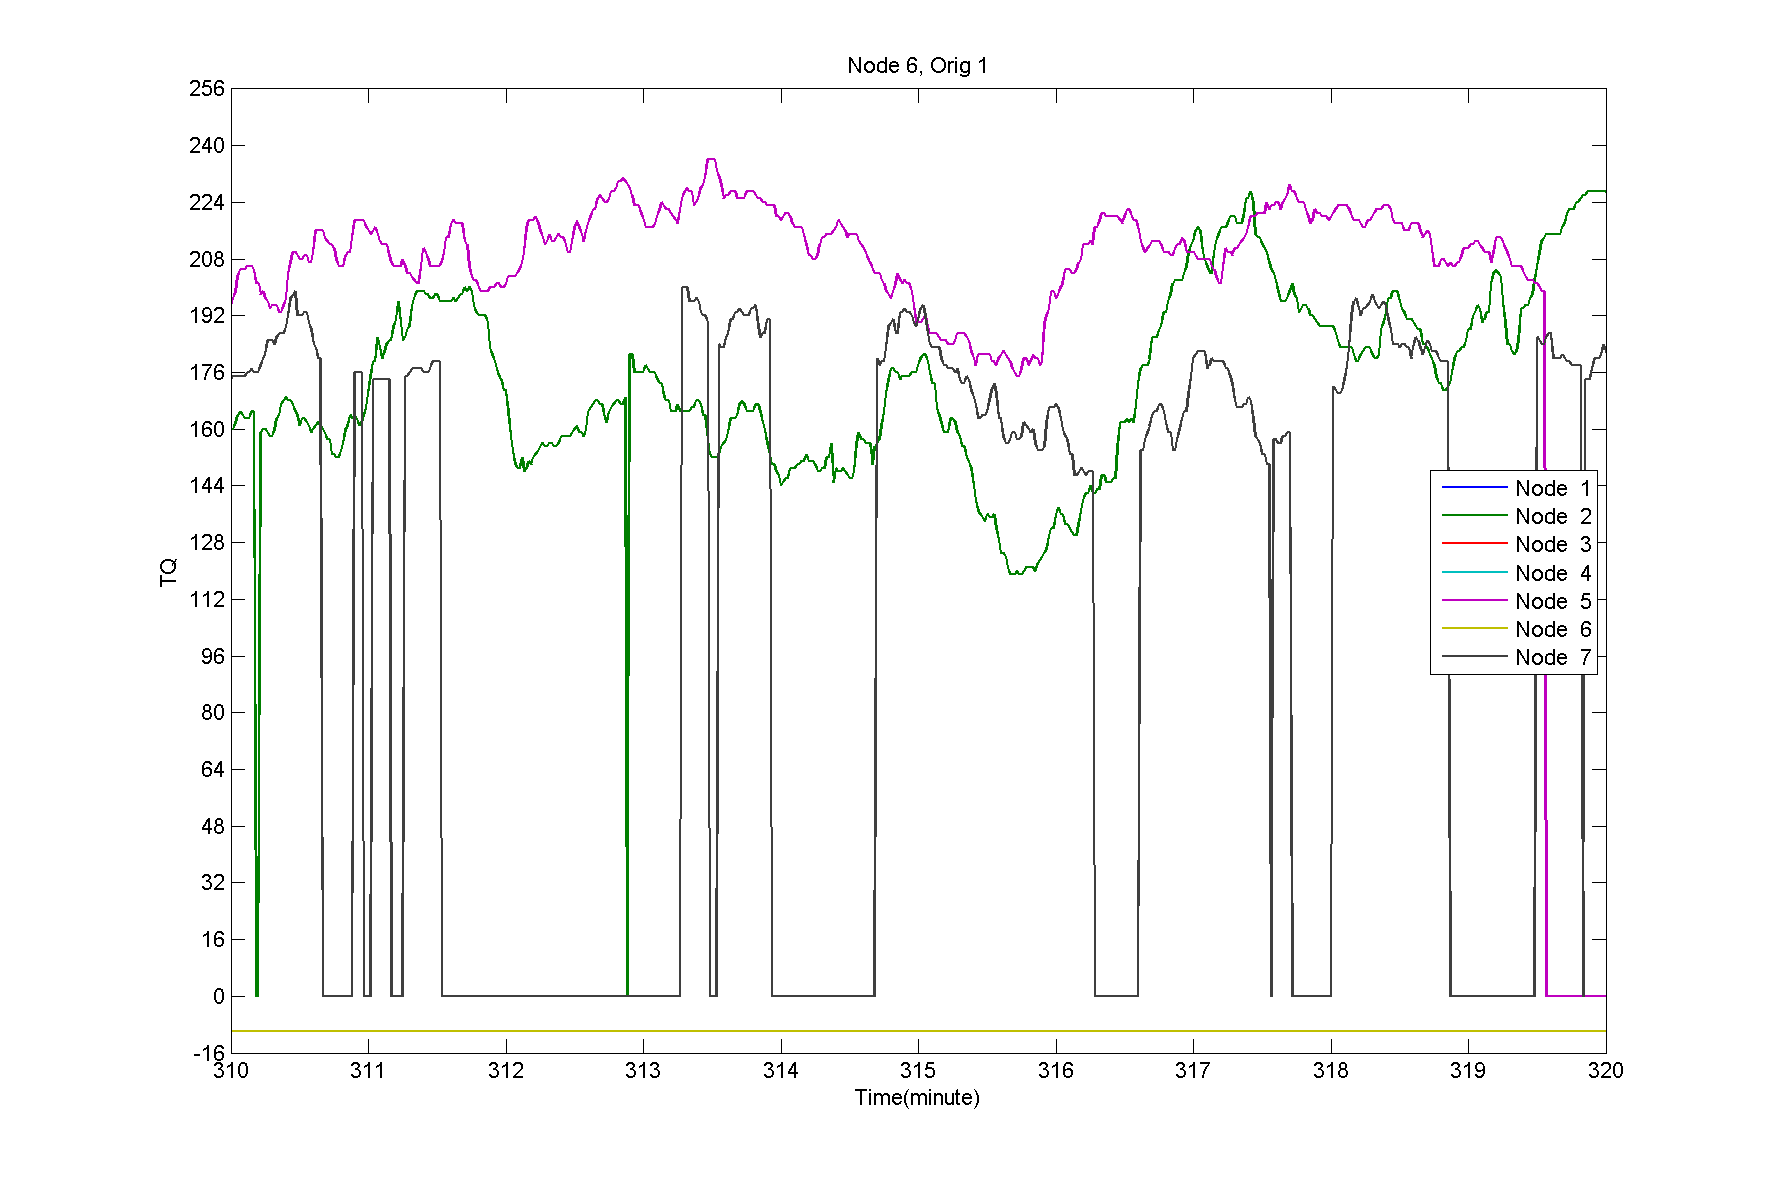 Node 6, Orig 1
256
240
224
208
192
176
160
144
128
112
96
80
64
48
32
16
0
-16
TQ
Node 1
Node 2
Node 3
Node 4
Node 5
Node 6
Node 7
310 311 312 313 314 315 316 317 318 319 320
Time(minute)